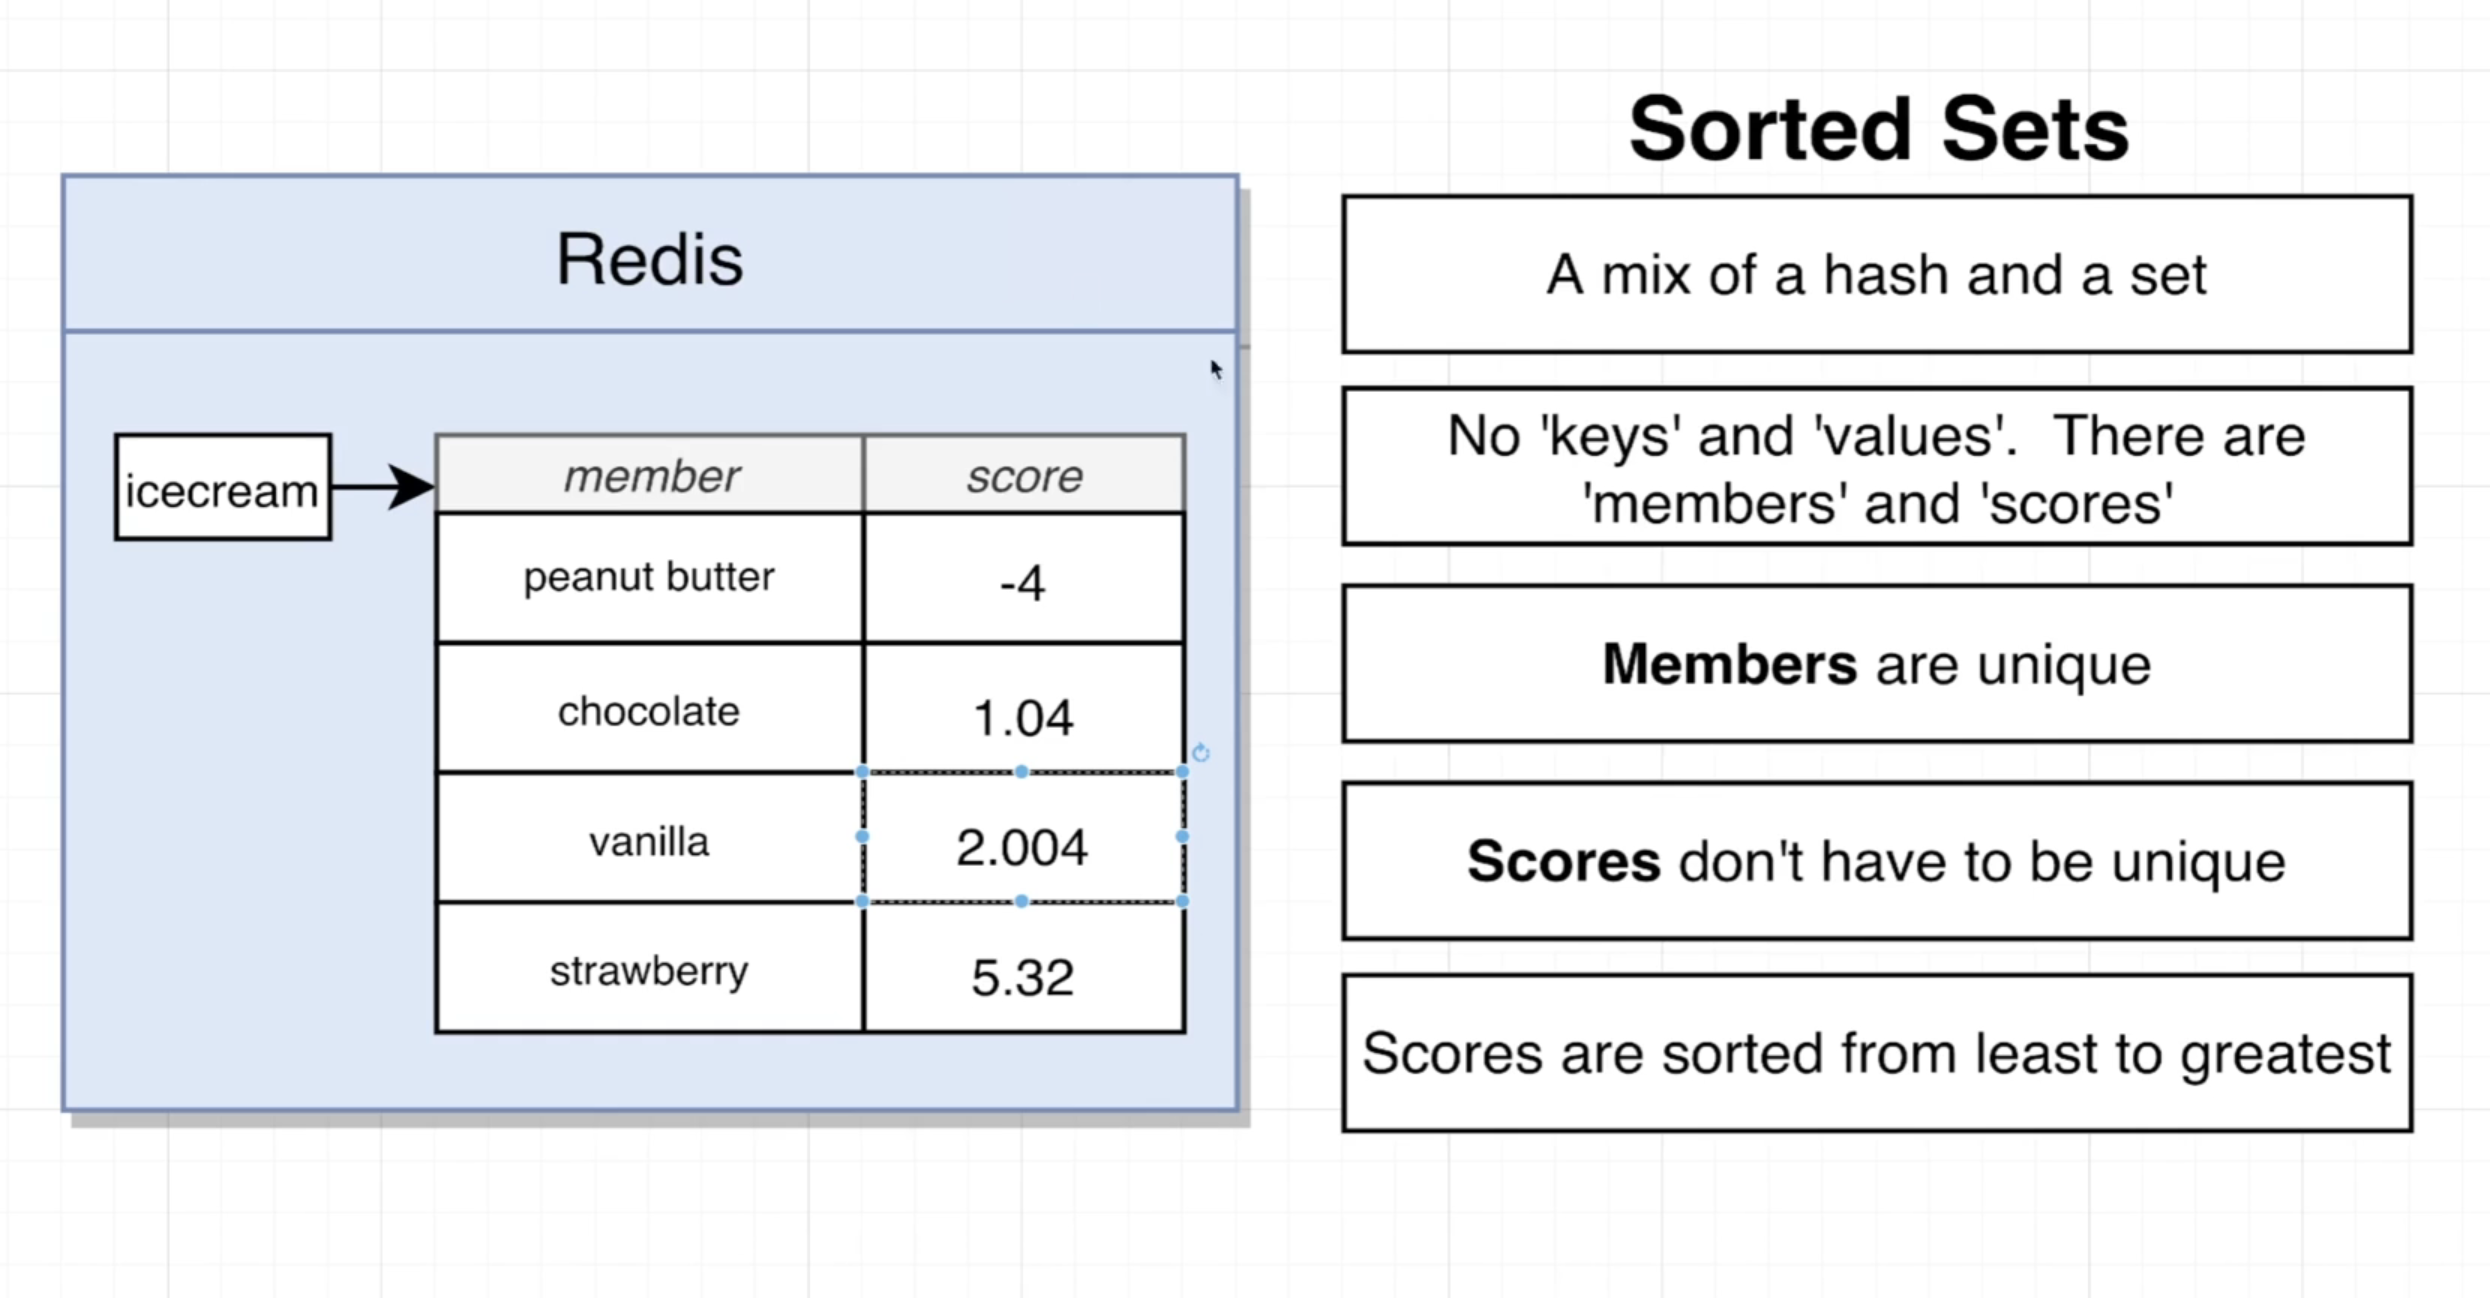 Sorted Sets
Redis
A mix of a hash and a set
No 'keys' and 'values'.  There are
'members' and 'scores'
icecream
member score
peanut butter -4
chocolate 1.04
vanilla 2.004
strawberry 5.32
Members are unique
Scores don't have to be unique
Scores are sorted from least to greatest